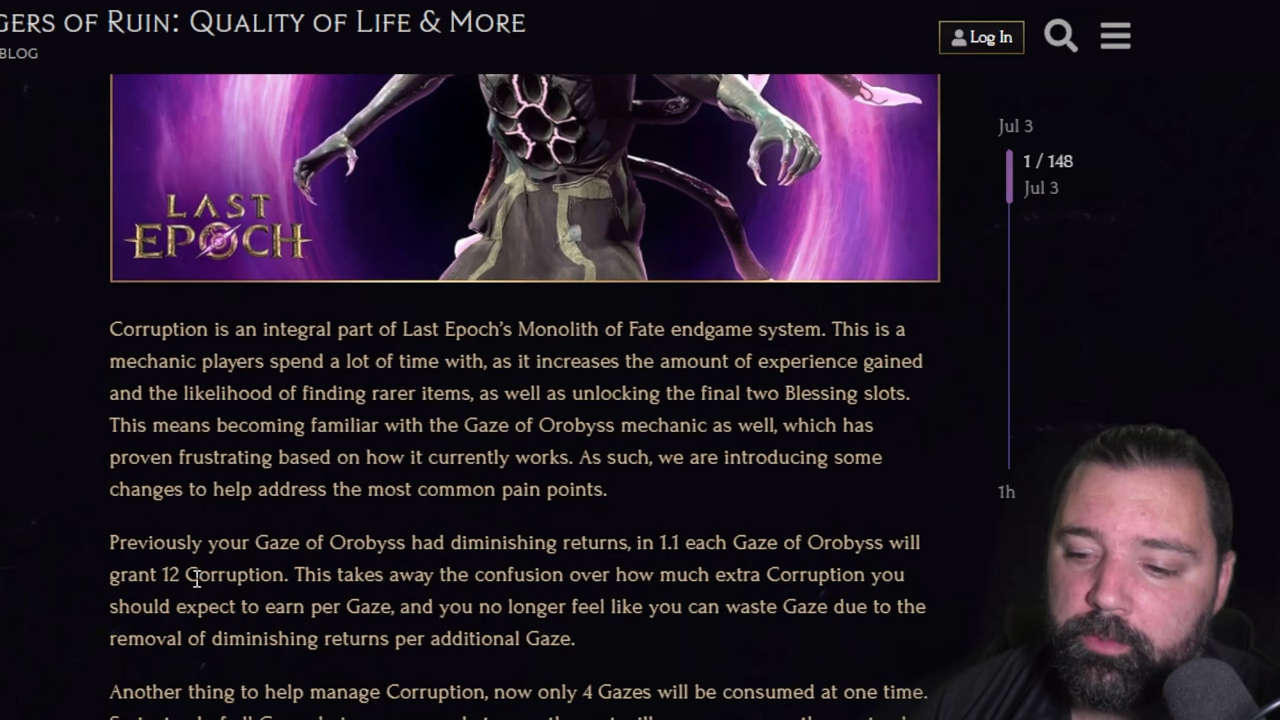 GERS OF RUIN: QUALITY OF LIFE & MORE
BLOG
Log In
LAST
EPOCH
Jul 3
1 / 148
Jul 3
1h
Corruption is an integral part of Last Epoch's Monolith of Fate endgame system. This is a
mechanic players spend a lot of time with, as it increases the amount of experience gained
and the likelihood of finding rarer items, as well as unlocking the final two Blessing slots.
This means becoming familiar with the Gaze of Orobyss mechanic as well, which has
proven frustrating based on how it currently works. As such, we are introducing some
changes to help address the most common pain points.
Previously your Gaze of Orobyss had diminishing returns, in 1.1 each Gaze of Orobyss will
grant 12 Corruption. This takes away the confusion over how much extra Corruption you
should expect to earn per Gaze, and you no longer feel like you can waste Gaze due to the
removal of diminishing returns per additional Gaze.
Another thing to help manage Corruption, now only 4 Gazes will be consumed at one time.